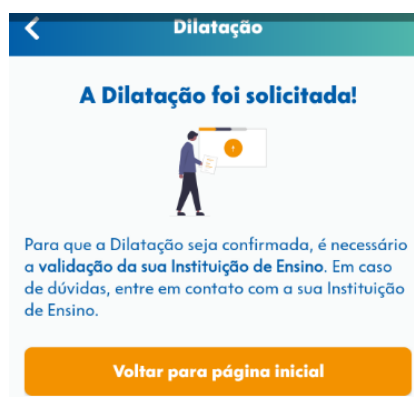 Dilatação
A Dilatação foi solicitada!
Para que a Dilatação seja confirmada, é necessário
a validação da sua Instituição de Ensino. Em caso
de dúvidas, entre em contato com a sua Instituição
de Ensino.
Voltar para página inicial